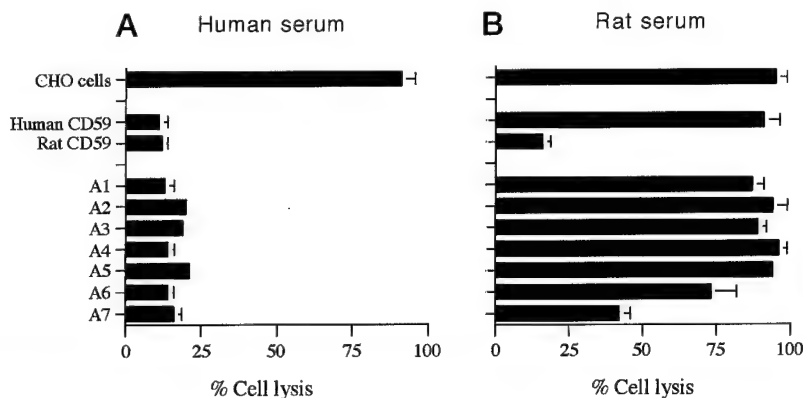 A Human serum
B Rat serum
CHO cells
Human CD59
Rat CD59
A1
A2
A3
A4
A5
A6
A7
0 25 50 75 100
0 25 50 75 100
% Cell lysis
% Cell lysis